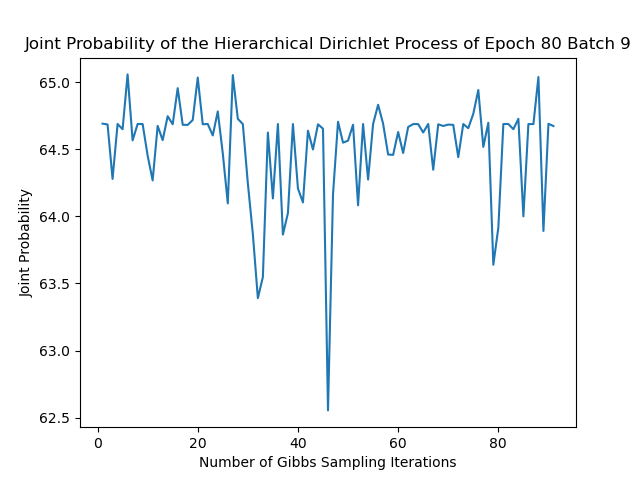 Joint Probability of the Hierarchical Dirichlet Process of Epoch 80 Batch 9
65.0
64.5
64.0
63.5
63.0
62.5
Joint Probability
0 20 40 60 80
Number of Gibbs Sampling Iterations